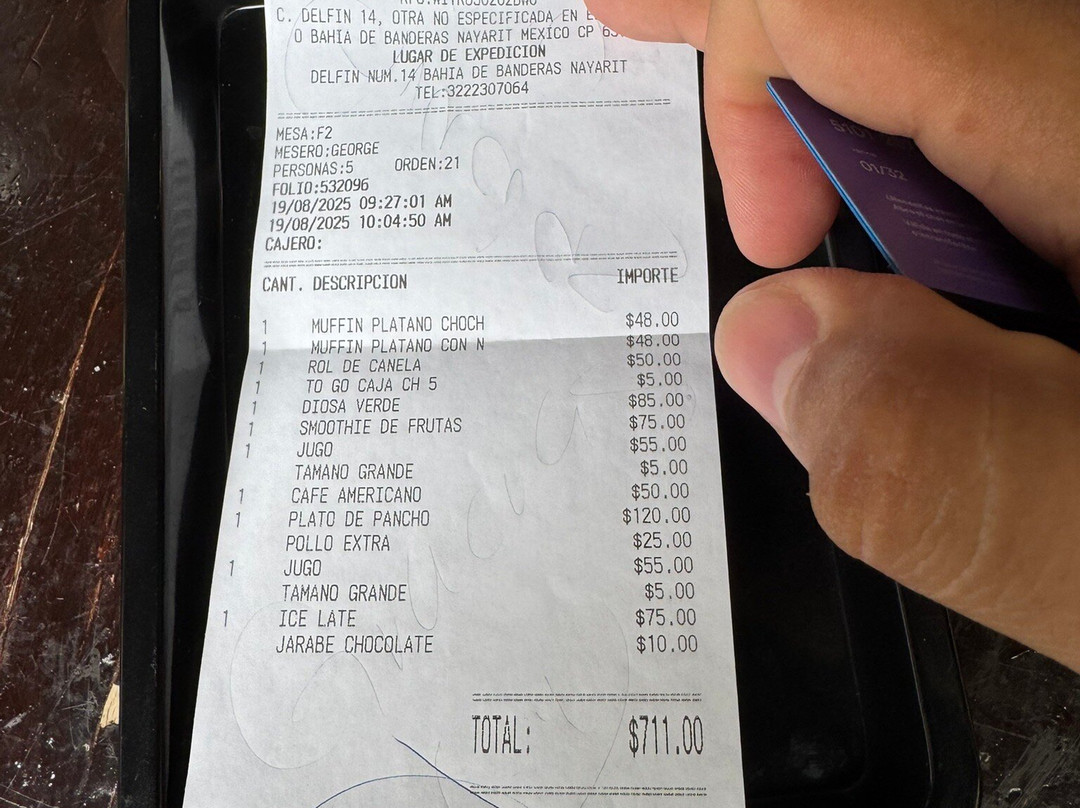 C. DELFIN 14, OTRA NO ESPECIFICADA EN
O BAHIA DE BANDERAS NAYARIT MEXICO CP
LUGAR DE EXPEDICION
DELFIN NUM.14 BAHIA DE BANDERAS NAYARIT
TEL:3222307064
MESA:F2
MESERO:GEORGE
PERSONAS:5 ORDEN:21
FOLIO:532096
19/08/2025 09:27:01 AM
19/08/2025 10:04:50 AM
CAJERO:
CANT. DESCRIPCION IMPORTE
1 MUFFIN PLATANO CHOCH $48.00
1 MUFFIN PLATANO CON N $48.00
1 ROL DE CANELA $50.00
1 TO GO CAJA CH 5 $5.00
1 DIOSA VERDE $85.00
1 SMOOTHIE DE FRUTAS $75.00
1 JUGO $55.00
TAMANO GRANDE $5.00
1 CAFE AMERICANO $50.00
1 PLATO DE PANCHO $120.00
POLLO EXTRA $25.00
1 JUGO $55.00
TAMANO GRANDE $5.00
1 ICE LATE $75.00
JARABE CHOCOLATE $10.00
TOTAL: $711.00
01/32